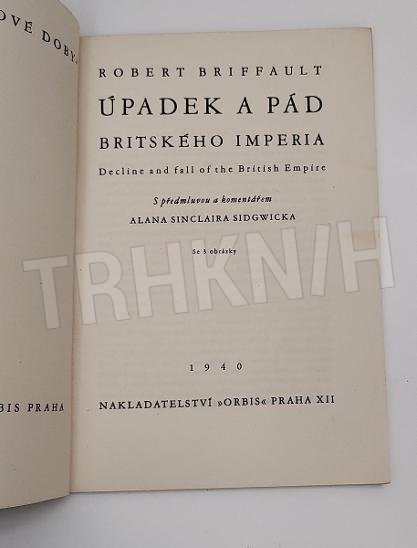 OVÉ DOBY
BIS PRAHA
ROBERT BRIFFAULT
ÚPADEK A PÁD
BRITSKÉHO IMPERIA
Decline and fall of the British Empire
S předmluvou a komentářem
ALANA SINCLAIRA SIDGWICKA
Se 3 obrázky
TRHKNIH
1940
NAKLADATELSTVÍ »ORBIS« PRAHA XII